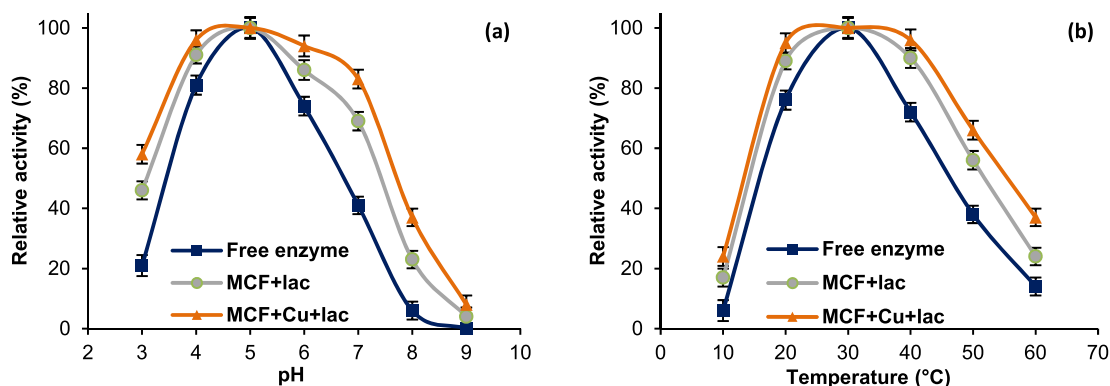 (a)
Relative activity (%)
100
80
60
40
20
0
Free enzyme
MCF+lac
MCF+Cu+lac
2 3 4 5 6 7 8 9 10
pH
(b)
Relative activity (%)
100
80
60
40
20
0
Free enzyme
MCF+lac
MCF+Cu+lac
0 10 20 30 40 50 60 70
Temperature (°C)